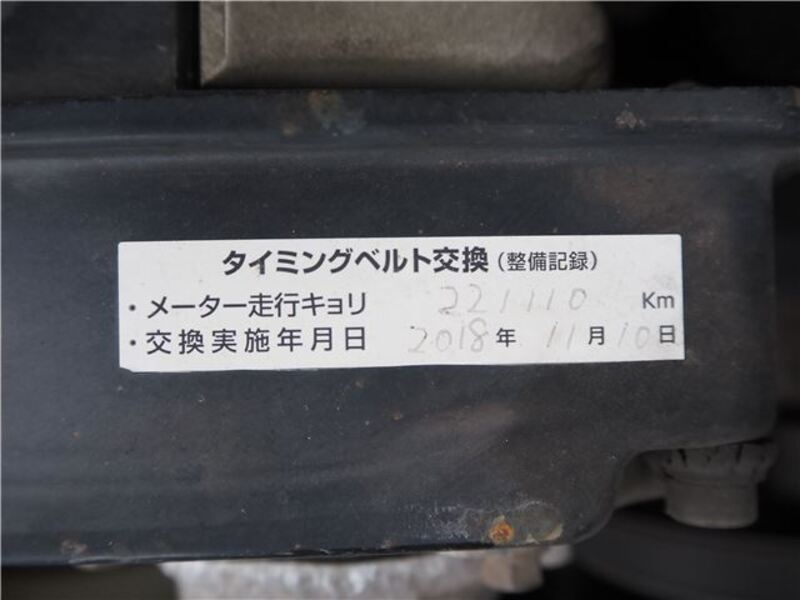 タイミングベルト交換（整備記録）
・メーター走行キョリ 221110 Km
・交換実施年月日 2018年 11月10日